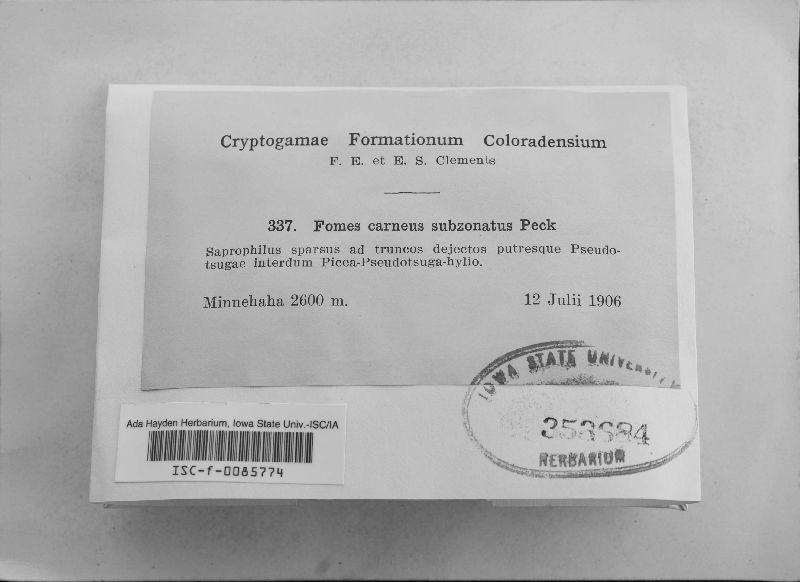 Cryptogamae Formationum Coloradensium
F. E. et E. S. Clements
337. Fomes carneus subzonatus Peck
Saprophilus sparsus ad truncos dejectos putresque Pseudo-
tsugae interdum Picea-Pseudotsuga-hylio.
Minnehaha 2600 m. 12 Julii 1906
IOWA STATE UNIVERSITY
353684
HERBARIUM
Ada Hayden Herbarium, Iowa State Univ.-ISC/IA
ISC-f-0085774